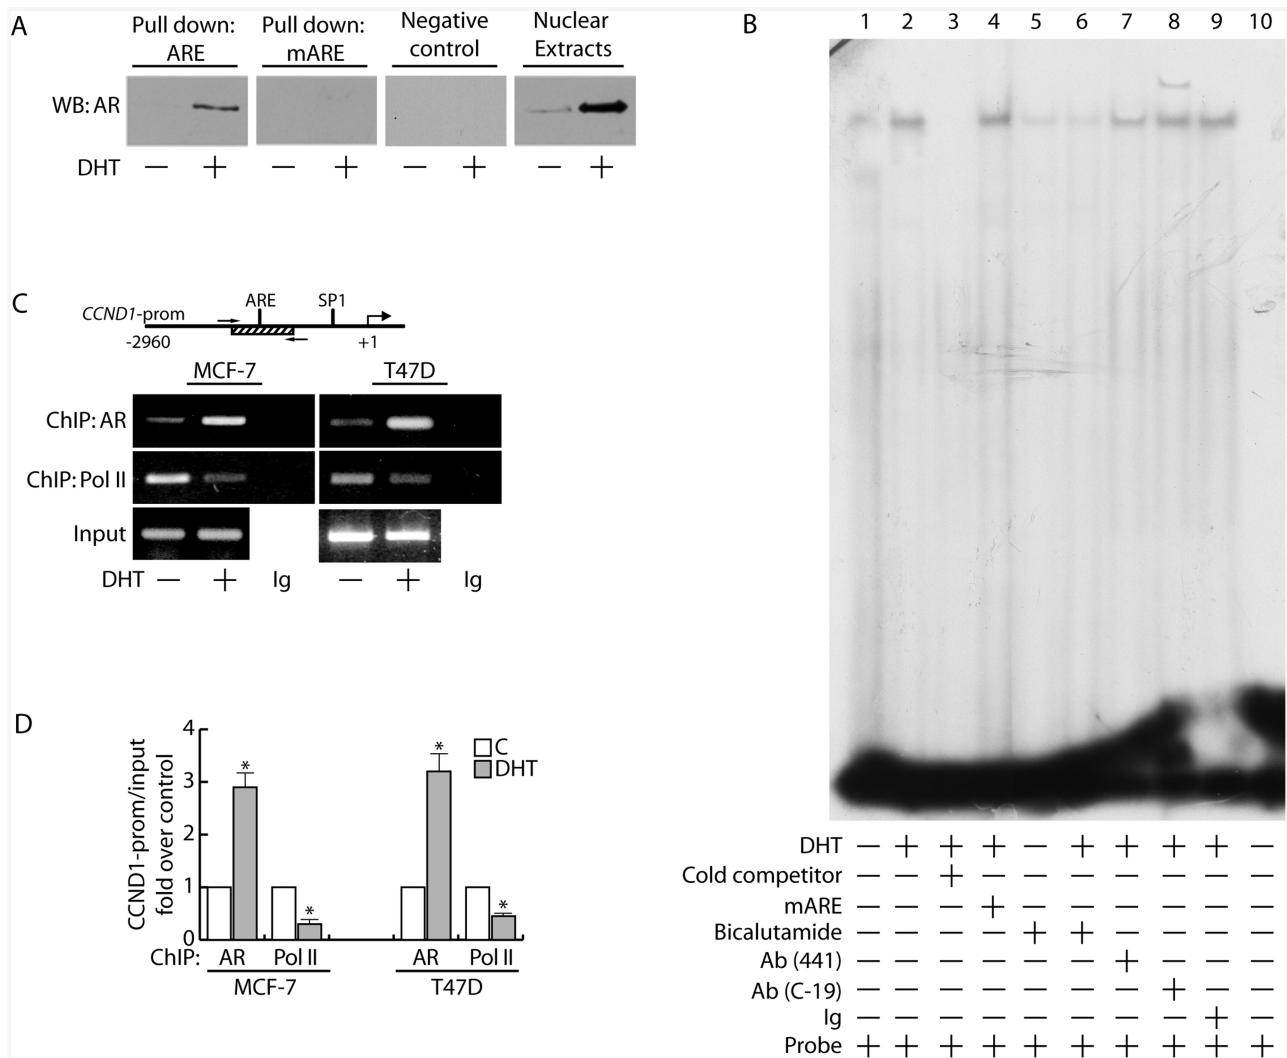 A
Pull down: ARE
Pull down: mARE
Negative control
Nuclear Extracts
WB: AR
DHT — + — + — + — +
B
1 2 3 4 5 6 7 8 9 10
DHT — + + + — + + + + —
Cold competitor — — + — — — — — — —
mARE — — — + — — — — — —
Bicalutamide — — — — + + — — — —
Ab (441) — — — — — — + — — —
Ab (C-19) — — — — — — — + — —
Ig — — — — — — — — + —
Probe + + + + + + + + + +
C
ARE SP1
CCND1-prom
-2960 +1
MCF-7 T47D
ChIP: AR
ChIP: Pol II
Input
DHT — + Ig — + Ig
D
CCND1-prom/input
fold over control
4
3
2
1
0
* * * *
C
DHT
ChIP: AR Pol II AR Pol II
MCF-7 T47D